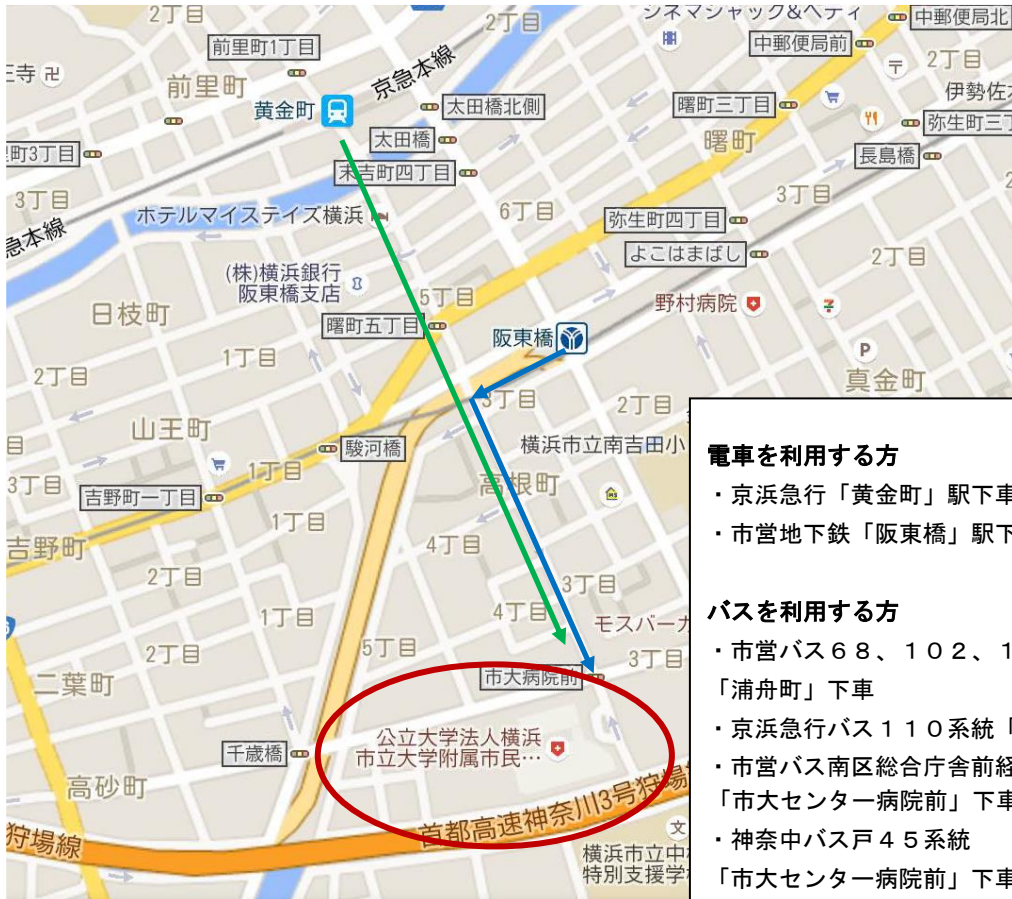 2丁目
シネマジャック&ベティ
中郵便局北
前里町1丁目
2丁目
中郵便局前
王寺
前里町
京急本線
2丁目
黄金町
太田橋北側
曙町三丁目
伊勢佐
太田橋
弥生町三丁
町3丁目
末吉町四丁目
曙町
長島橋
3丁目
3丁目
ホテルマイステイズ横浜
6丁目
弥生町四丁目
急本線
よこはまばし
2丁目
(株)横浜銀行
阪東橋支店
5丁目
野村病院
日枝町
曙町五丁目
阪東橋
1丁目
P
2丁目
真金町
3丁目
2丁目
山王町
横浜市立南吉田小
駿河橋
1丁目
3丁目
吉野町一丁目
高根町
1丁目
吉野町
4丁目
2丁目
3丁目
1丁目
4丁目
モスバーガ
5丁目
2丁目
3丁目
市大病院前
二葉町
公立大学法人横浜
市立大学附属市民…
千歳橋
高砂町
首都高速神奈川3号狩場
狩場線
文
横浜市立中
特別支援学
電車を利用する方
・京浜急行「黄金町」駅下車
・市営地下鉄「阪東橋」駅下
バスを利用する方
・市営バス68、102、1
「浦舟町」下車
・京浜急行バス110系統「
・市営バス南区総合庁舎前経
「市大センター病院前」下車
・神奈中バス戸45系統
「市大センター病院前」下車